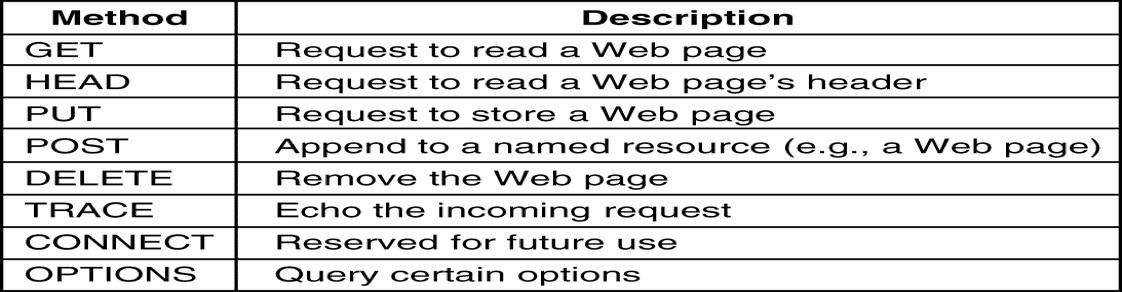 Method Description
GET Request to read a Web page
HEAD Request to read a Web page's header
PUT Request to store a Web page
POST Append to a named resource (e.g., a Web page)
DELETE Remove the Web page
TRACE Echo the incoming request
CONNECT Reserved for future use
OPTIONS Query certain options